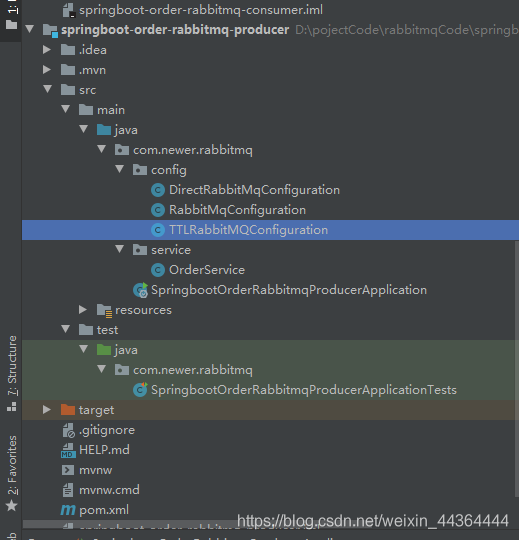 1:
springboot-order-rabbitmq-consumer.iml
springboot-order-rabbitmq-producer D:\pojectCode\rabbitmqCode\springb
.idea
.mvn
src
main
java
com.newer.rabbitmq
config
DirectRabbitMqConfiguration
RabbitMqConfiguration
TTLRabbitMQConfiguration
service
OrderService
SpringbootOrderRabbitmqProducerApplication
resources
test
java
com.newer.rabbitmq
SpringbootOrderRabbitmqProducerApplicationTests
target
.gitignore
HELP.md
mvnw
mvnw.cmd
pom.xml
7: Structure
2: Favorites
https://blog.csdn.net/weixin_44364444